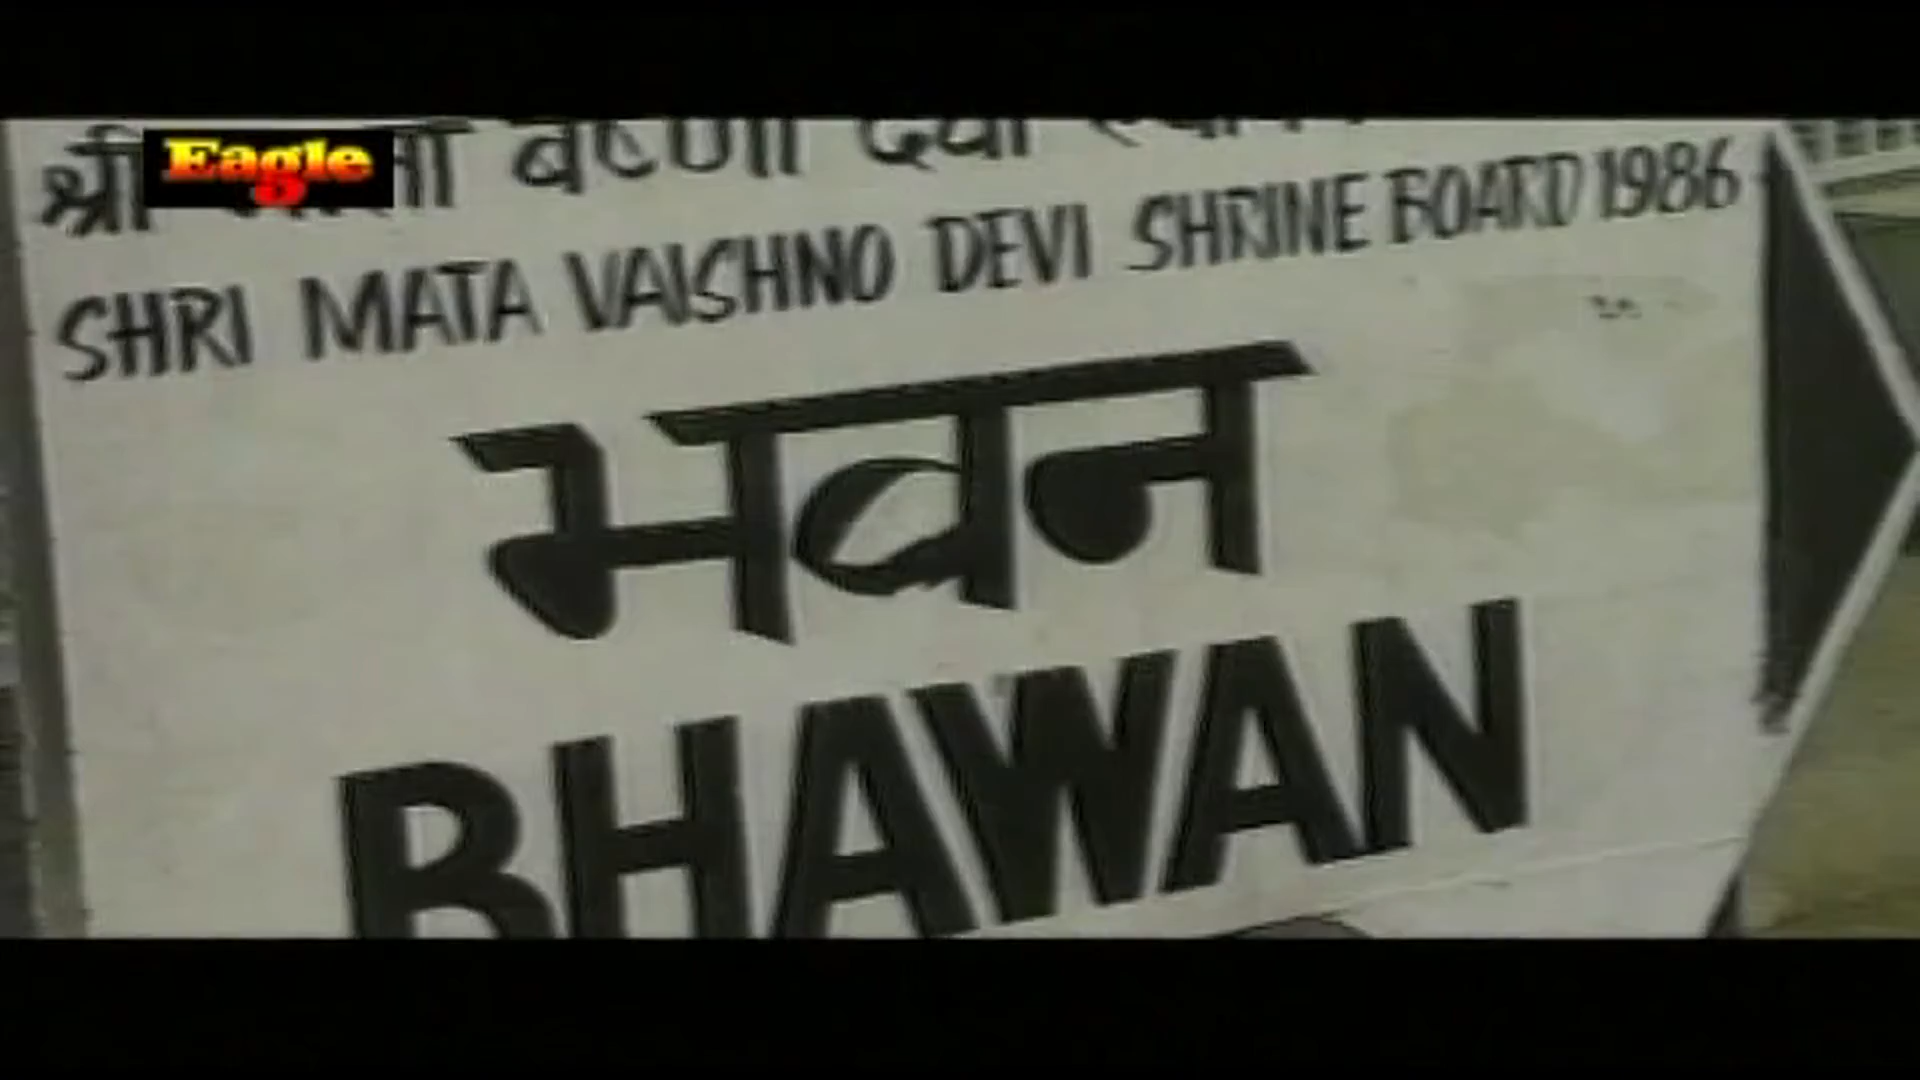 Eagle
श्री
SHRI MATA VAISHNO DEVI SHRINE BOARD 1986
भवन
BHAWAN